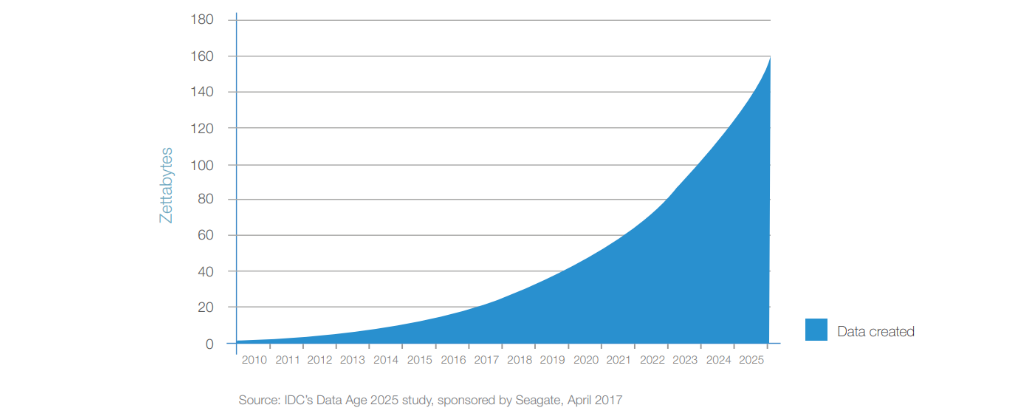 180
160
140
120
100
80
60
40
20
0
Zettabytes
2010 2011 2012 2013 2014 2015 2016 2017 2018 2019 2020 2021 2022 2023 2024 2025
Data created
Source: IDC's Data Age 2025 study, sponsored by Seagate, April 2017